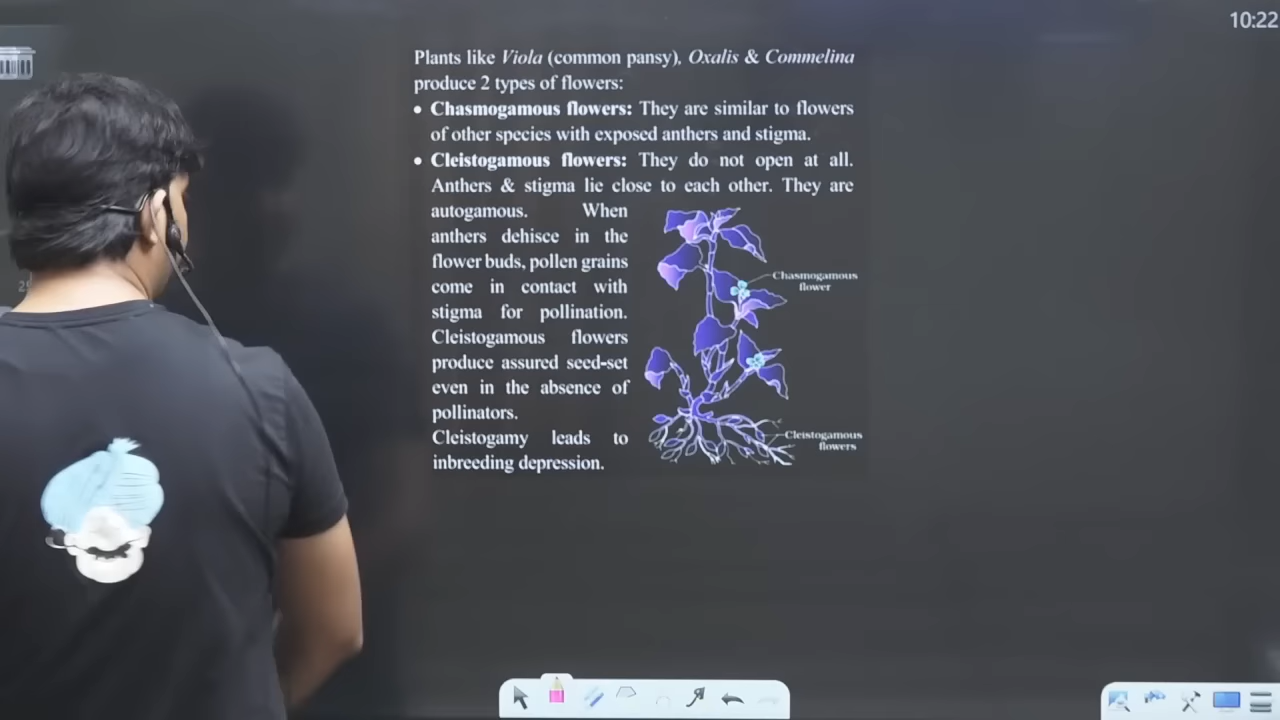 10:22
Plants like Viola (common pansy), Oxalis & Commelina
produce 2 types of flowers:
• Chasmogamous flowers: They are similar to flowers
of other species with exposed anthers and stigma.
• Cleistogamous flowers: They do not open at all.
Anthers & stigma lie close to each other. They are
autogamous. When
anthers dehisce in the
flower buds, pollen grains
come in contact with
stigma for pollination.
Cleistogamous flowers
produce assured seed-set
even in the absence of
pollinators.
Cleistogamy leads to
inbreeding depression.
Chasmogamous
flower
Cleistogamous
flowers